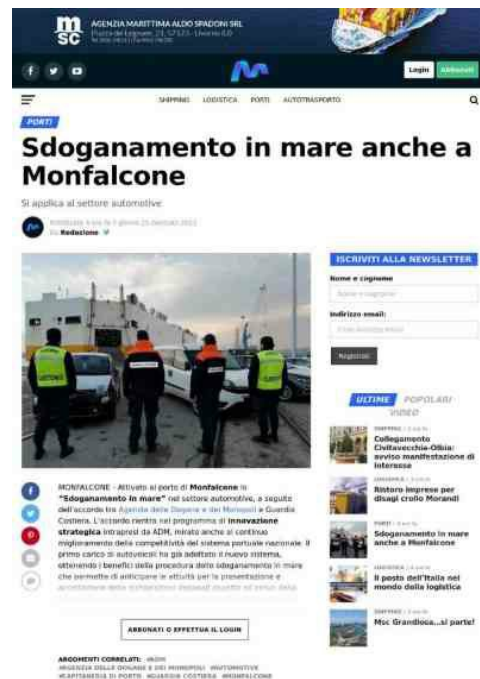 msc
AGENZIA MARITTIMA ALDO SPADONI SRL
Login
Abbonati
SHIPPING LOGISTICA PORTI AUTOTRASPORTO
PORTI
Sdoganamento in mare anche a
Monfalcone
Si applica al settore automotive
Redazione
ISCRIVITI ALLA NEWSLETTER
Nome e cognome
Nome e cognome
Indirizzo email:
Registrati
ULTIME POPOLARI
VIDEO
Collegamento
Civitavecchia-Olbia:
avviso manifestazione di
interesse
Ristoro imprese per
disagi crollo Morandi
Sdoganamento in mare
anche a Monfalcone
Il posto dell'Italia nel
mondo della logistica
Msc Grandiosa...si parte!
MONFALCONE - Attivato al porto di Monfalcone lo
"Sdoganamento in mare" nel settore automotive, a seguito
dell'accordo tra Agenzia delle Dogane e dei Monopoli e Guardia
Costiera. L'accordo rientra nel programma di innovazione
strategica intrapresi da ADM, mirato anche al continuo
miglioramento della competitività del sistema portuale nazionale. Il
primo carico di autoveicoli ha già adottato il nuovo sistema,
ottenendo i benefici della procedura dello sdoganamento in mare
che permette di anticipare le attività per la presentazione e
ABBONATI O EFFETTUA IL LOGIN
ARGOMENTI CORRELATI: #ADM
#AGENZIA DELLE DOGANE E DEI MONOPOLI #AUTOMOTIVE
#CAPITANERIA DI PORTO #GUARDIA COSTIERA #MONFALCONE